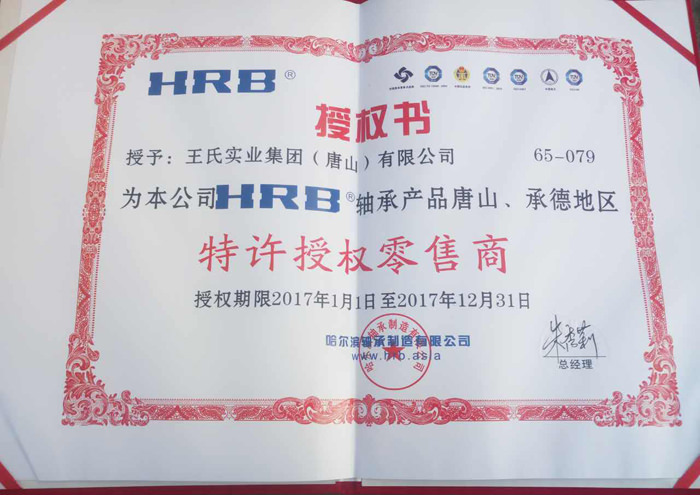 HRB®
授权书
授予：王氏实业集团（唐山）有限公司 65-079
为本公司HRB®轴承产品唐山、承德地区
特许授权零售商
授权期限2017年1月1日至2017年12月31日
哈尔滨轴承制造有限公司
www.hrb.asia
总经理